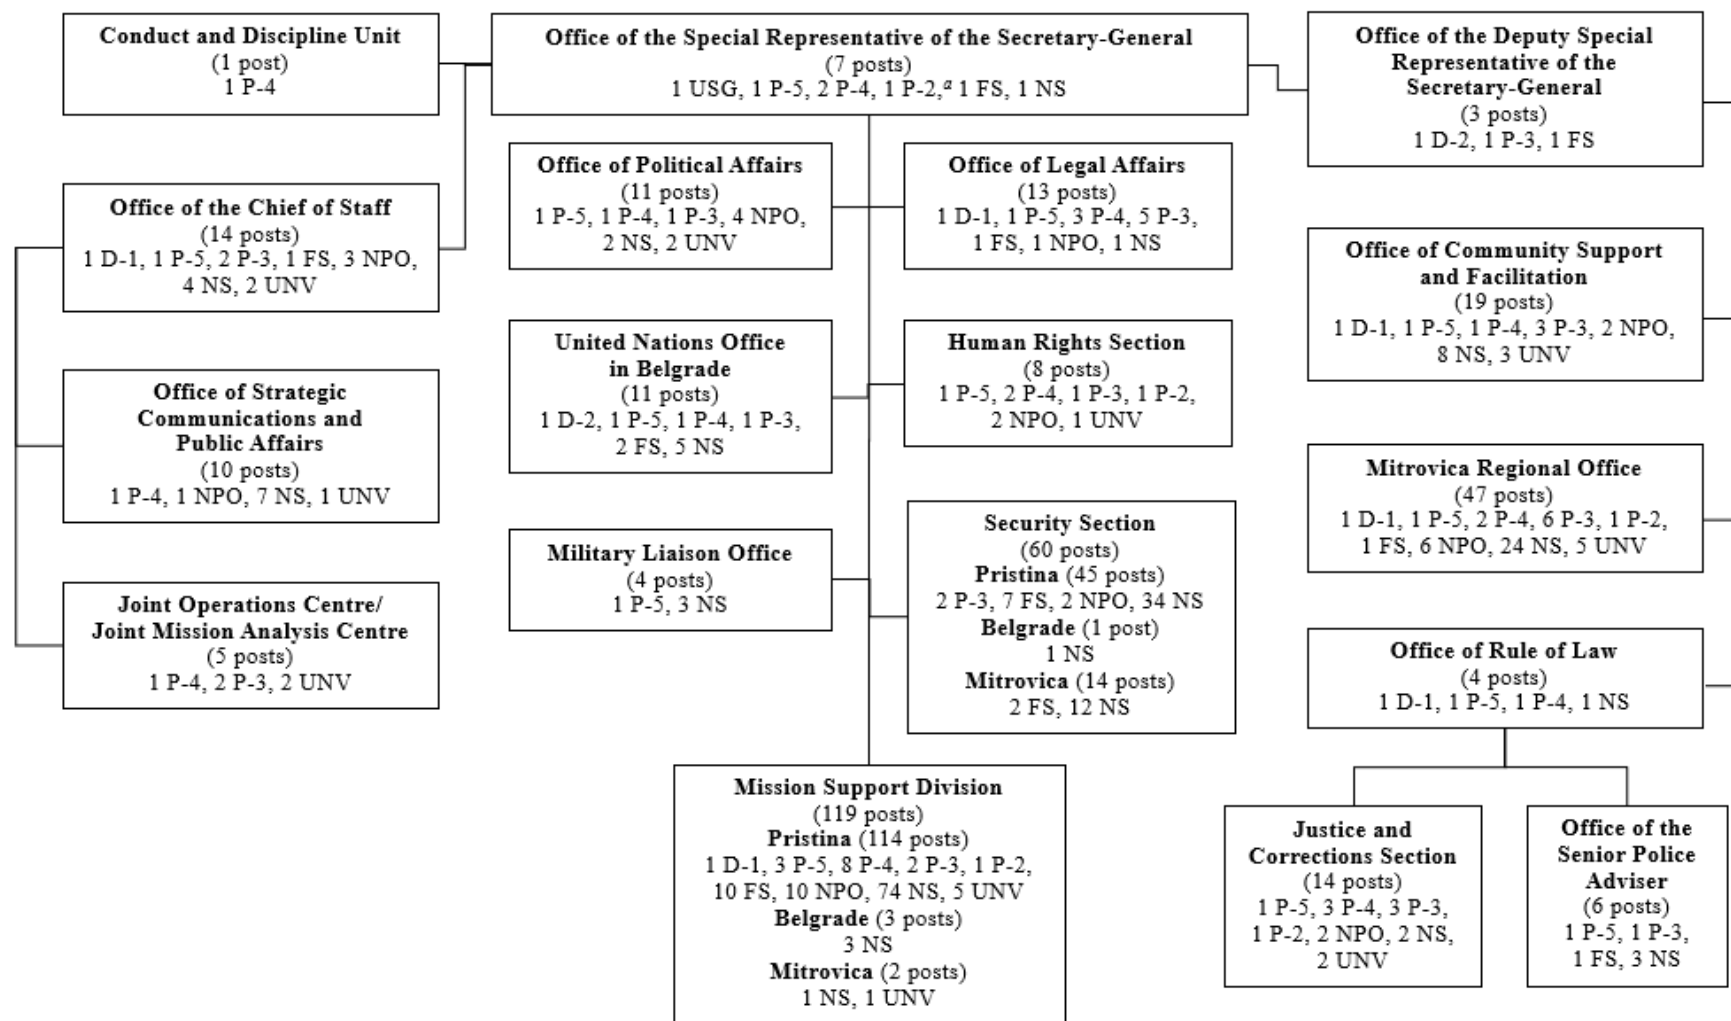 Conduct and Discipline Unit
(1 post)
1 P-4
Office of the Special Representative of the Secretary-General
(7 posts)
1 USG, 1 P-5, 2 P-4, 1 P-2,ª 1 FS, 1 NS
Office of the Deputy Special
Representative of the
Secretary-General
(3 posts)
1 D-2, 1 P-3, 1 FS
Office of the Chief of Staff
(14 posts)
1 D-1, 1 P-5, 2 P-3, 1 FS, 3 NPO,
4 NS, 2 UNV
Office of Political Affairs
(11 posts)
1 P-5, 1 P-4, 1 P-3, 4 NPO,
2 NS, 2 UNV
Office of Legal Affairs
(13 posts)
1 D-1, 1 P-5, 3 P-4, 5 P-3,
1 FS, 1 NPO, 1 NS
Office of Community Support
and Facilitation
(19 posts)
1 D-1, 1 P-5, 1 P-4, 3 P-3, 2 NPO,
8 NS, 3 UNV
Office of Strategic
Communications and
Public Affairs
(10 posts)
1 P-4, 1 NPO, 7 NS, 1 UNV
United Nations Office
in Belgrade
(11 posts)
1 D-2, 1 P-5, 1 P-4, 1 P-3,
2 FS, 5 NS
Human Rights Section
(8 posts)
1 P-5, 2 P-4, 1 P-3, 1 P-2,
2 NPO, 1 UNV
Mitrovica Regional Office
(47 posts)
1 D-1, 1 P-5, 2 P-4, 6 P-3, 1 P-2,
1 FS, 6 NPO, 24 NS, 5 UNV
Joint Operations Centre/
Joint Mission Analysis Centre
(5 posts)
1 P-4, 2 P-3, 2 UNV
Military Liaison Office
(4 posts)
1 P-5, 3 NS
Security Section
(60 posts)
Pristina (45 posts)
2 P-3, 7 FS, 2 NPO, 34 NS
Belgrade (1 post)
1 NS
Mitrovica (14 posts)
2 FS, 12 NS
Office of Rule of Law
(4 posts)
1 D-1, 1 P-5, 1 P-4, 1 NS
Mission Support Division
(119 posts)
Pristina (114 posts)
1 D-1, 3 P-5, 8 P-4, 2 P-3, 1 P-2,
10 FS, 10 NPO, 74 NS, 5 UNV
Belgrade (3 posts)
3 NS
Mitrovica (2 posts)
1 NS, 1 UNV
Justice and
Corrections Section
(14 posts)
1 P-5, 3 P-4, 3 P-3,
1 P-2, 2 NPO, 2 NS,
2 UNV
Office of the
Senior Police
Adviser
(6 posts)
1 P-5, 1 P-3,
1 FS, 3 NS